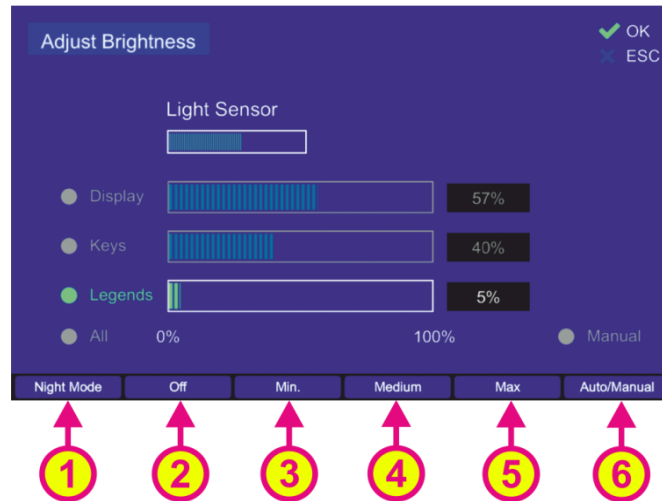 Adjust Brightness
OK
ESC
Light Sensor
Display 57%
Keys 40%
Legends 5%
All 0% 100% Manual
Night Mode Off Min. Medium Max Auto/Manual
1 2 3 4 5 6